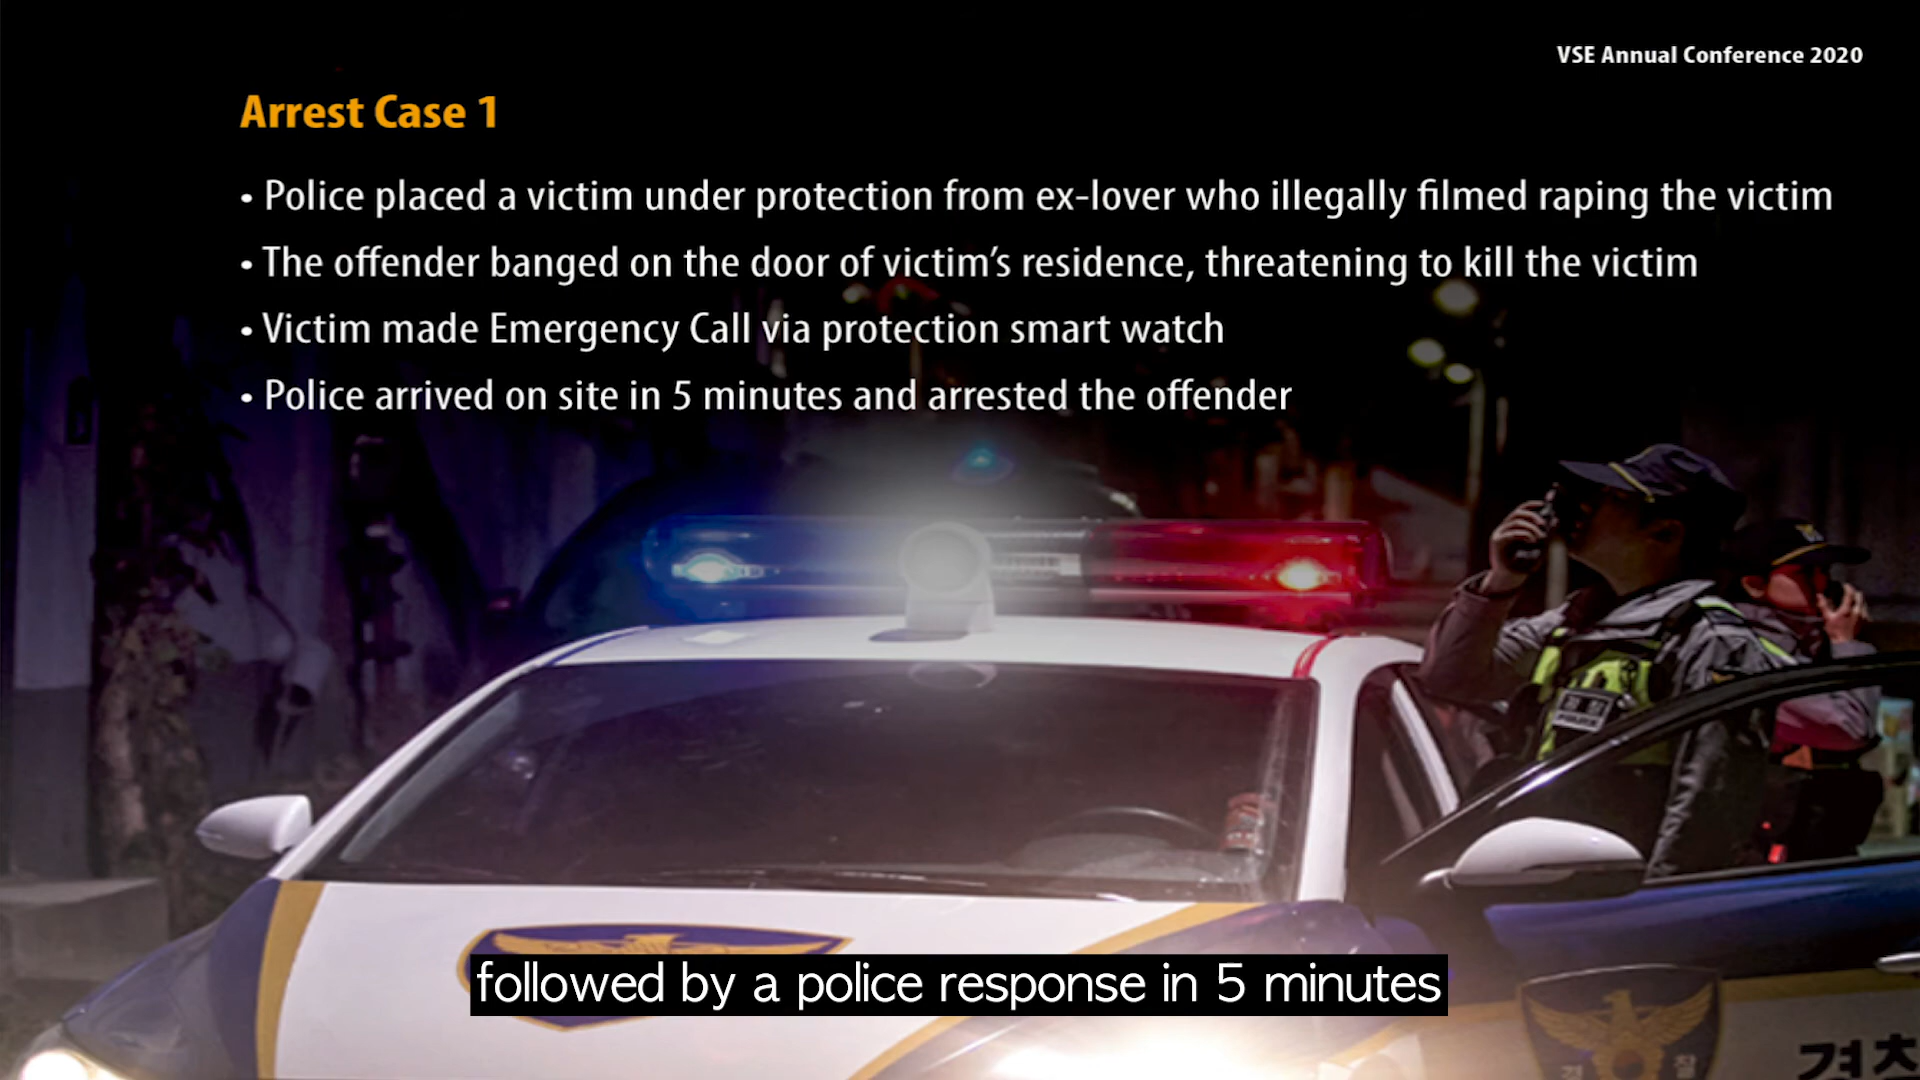 VSE Annual Conference 2020
Arrest Case 1
• Police placed a victim under protection from ex-lover who illegally filmed raping the victim
• The offender banged on the door of victim's residence, threatening to kill the victim
• Victim made Emergency Call via protection smart watch
• Police arrived on site in 5 minutes and arrested the offender
POLICE
followed by a police response in 5 minutes
경찰